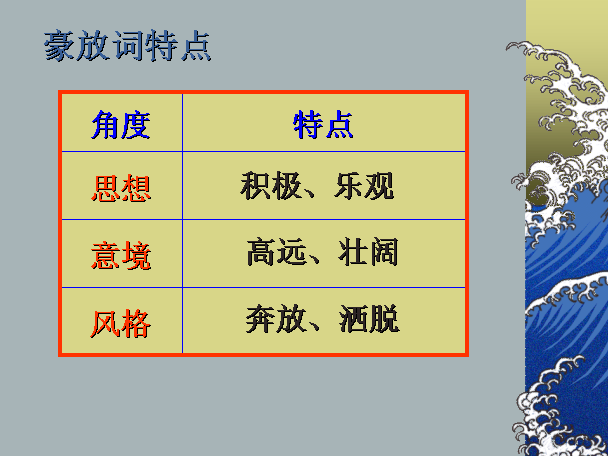 豪放词特点
角度 特点
思想 积极、乐观
意境 高远、壮阔
风格 奔放、洒脱